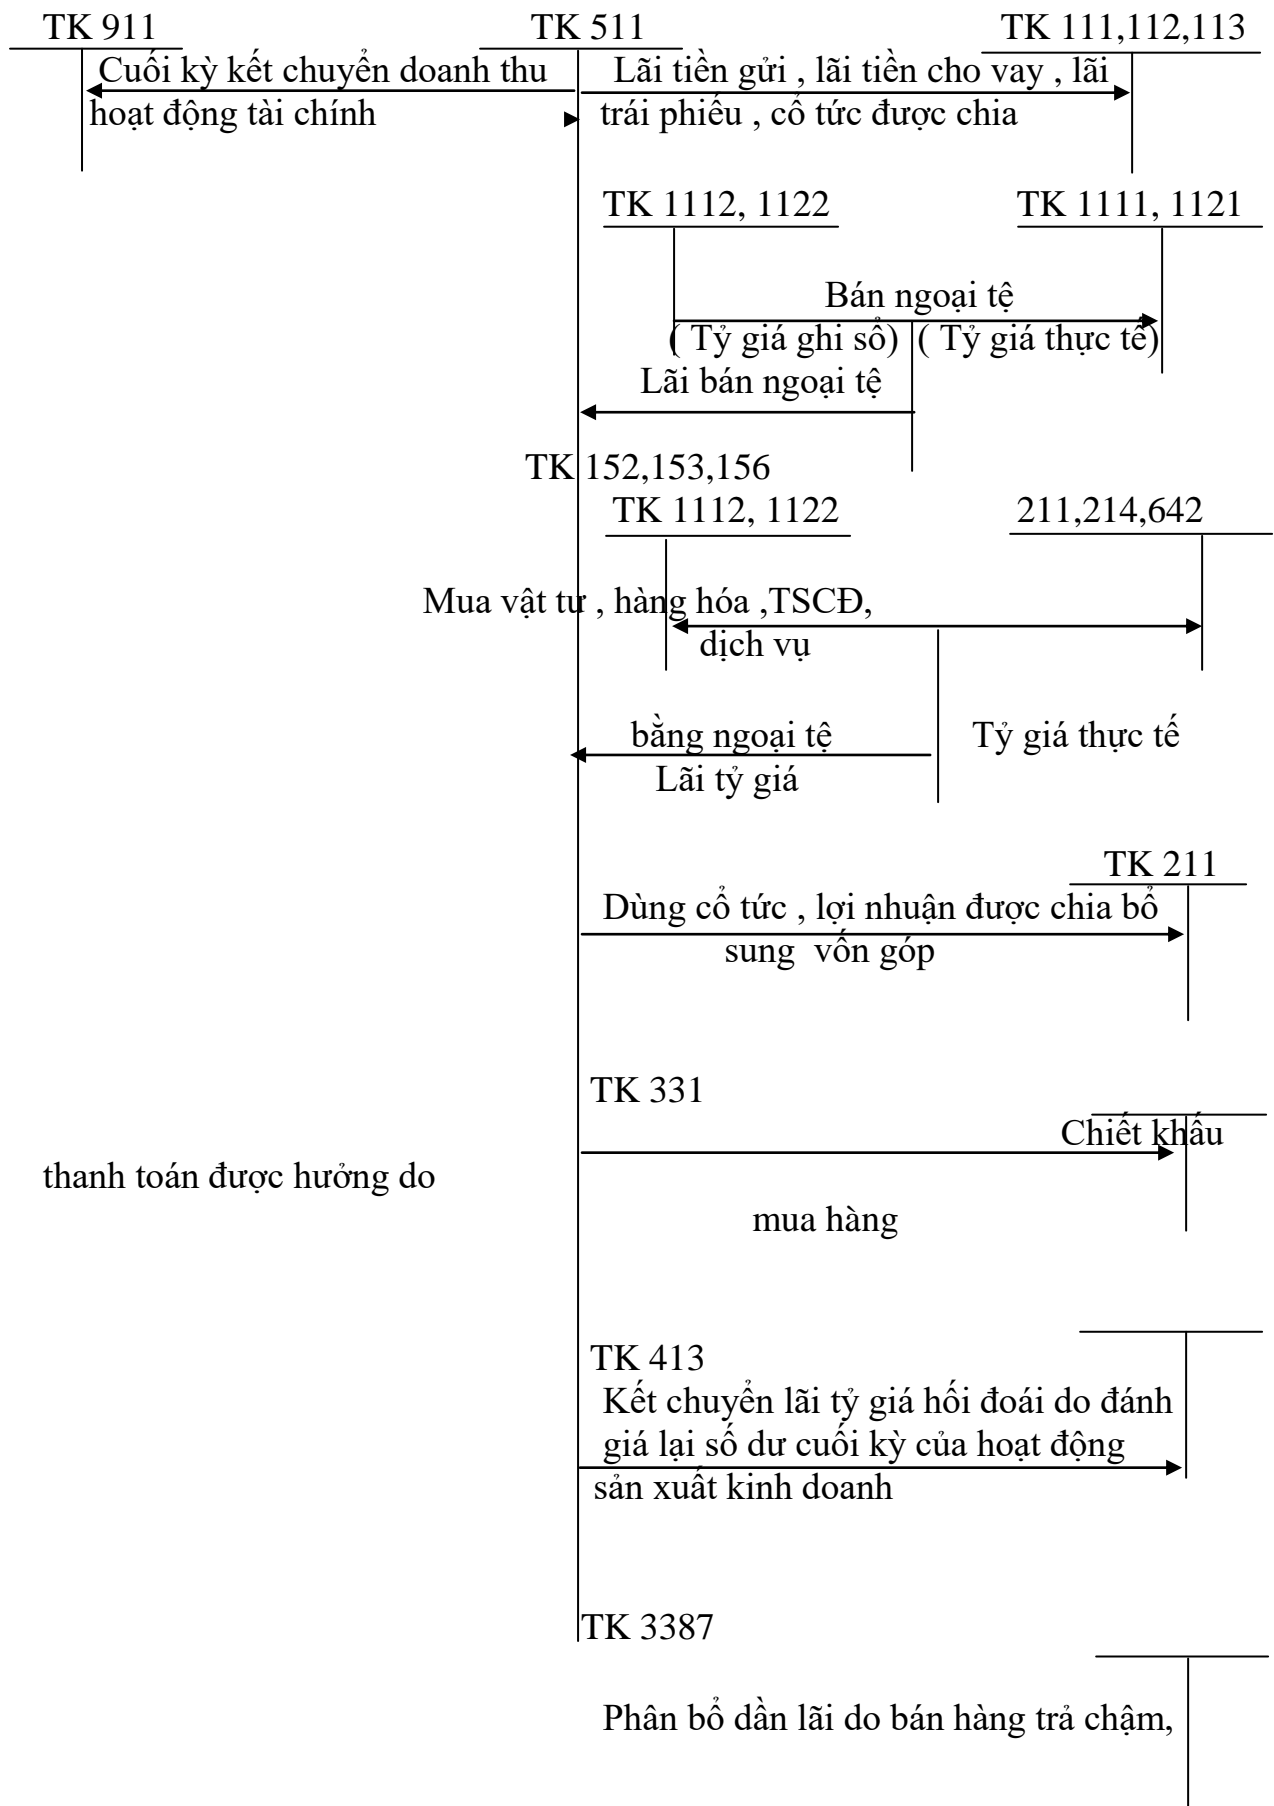 TK 911 TK 511 TK 111,112,113
Cuối kỳ kết chuyển doanh thu Lãi tiền gửi , lãi tiền cho vay , lãi
hoạt động tài chính trái phiếu , cổ tức được chia
TK 1112, 1122 TK 1111, 1121
Bán ngoại tệ
( Tỷ giá ghi sổ) ( Tỷ giá thực tế)
Lãi bán ngoại tệ
TK 152,153,156
TK 1112, 1122 211,214,642
Mua vật tư , hàng hóa ,TSCĐ,
dịch vụ
bằng ngoại tệ Tỷ giá thực tế
Lãi tỷ giá
TK 211
Dùng cổ tức , lợi nhuận được chia bổ
sung vốn góp
TK 331
Chiết khấu
thanh toán được hưởng do
mua hàng
TK 413
Kết chuyển lãi tỷ giá hối đoái do đánh
giá lại số dư cuối kỳ của hoạt động
sản xuất kinh doanh
TK 3387
Phân bổ dần lãi do bán hàng trả chậm,